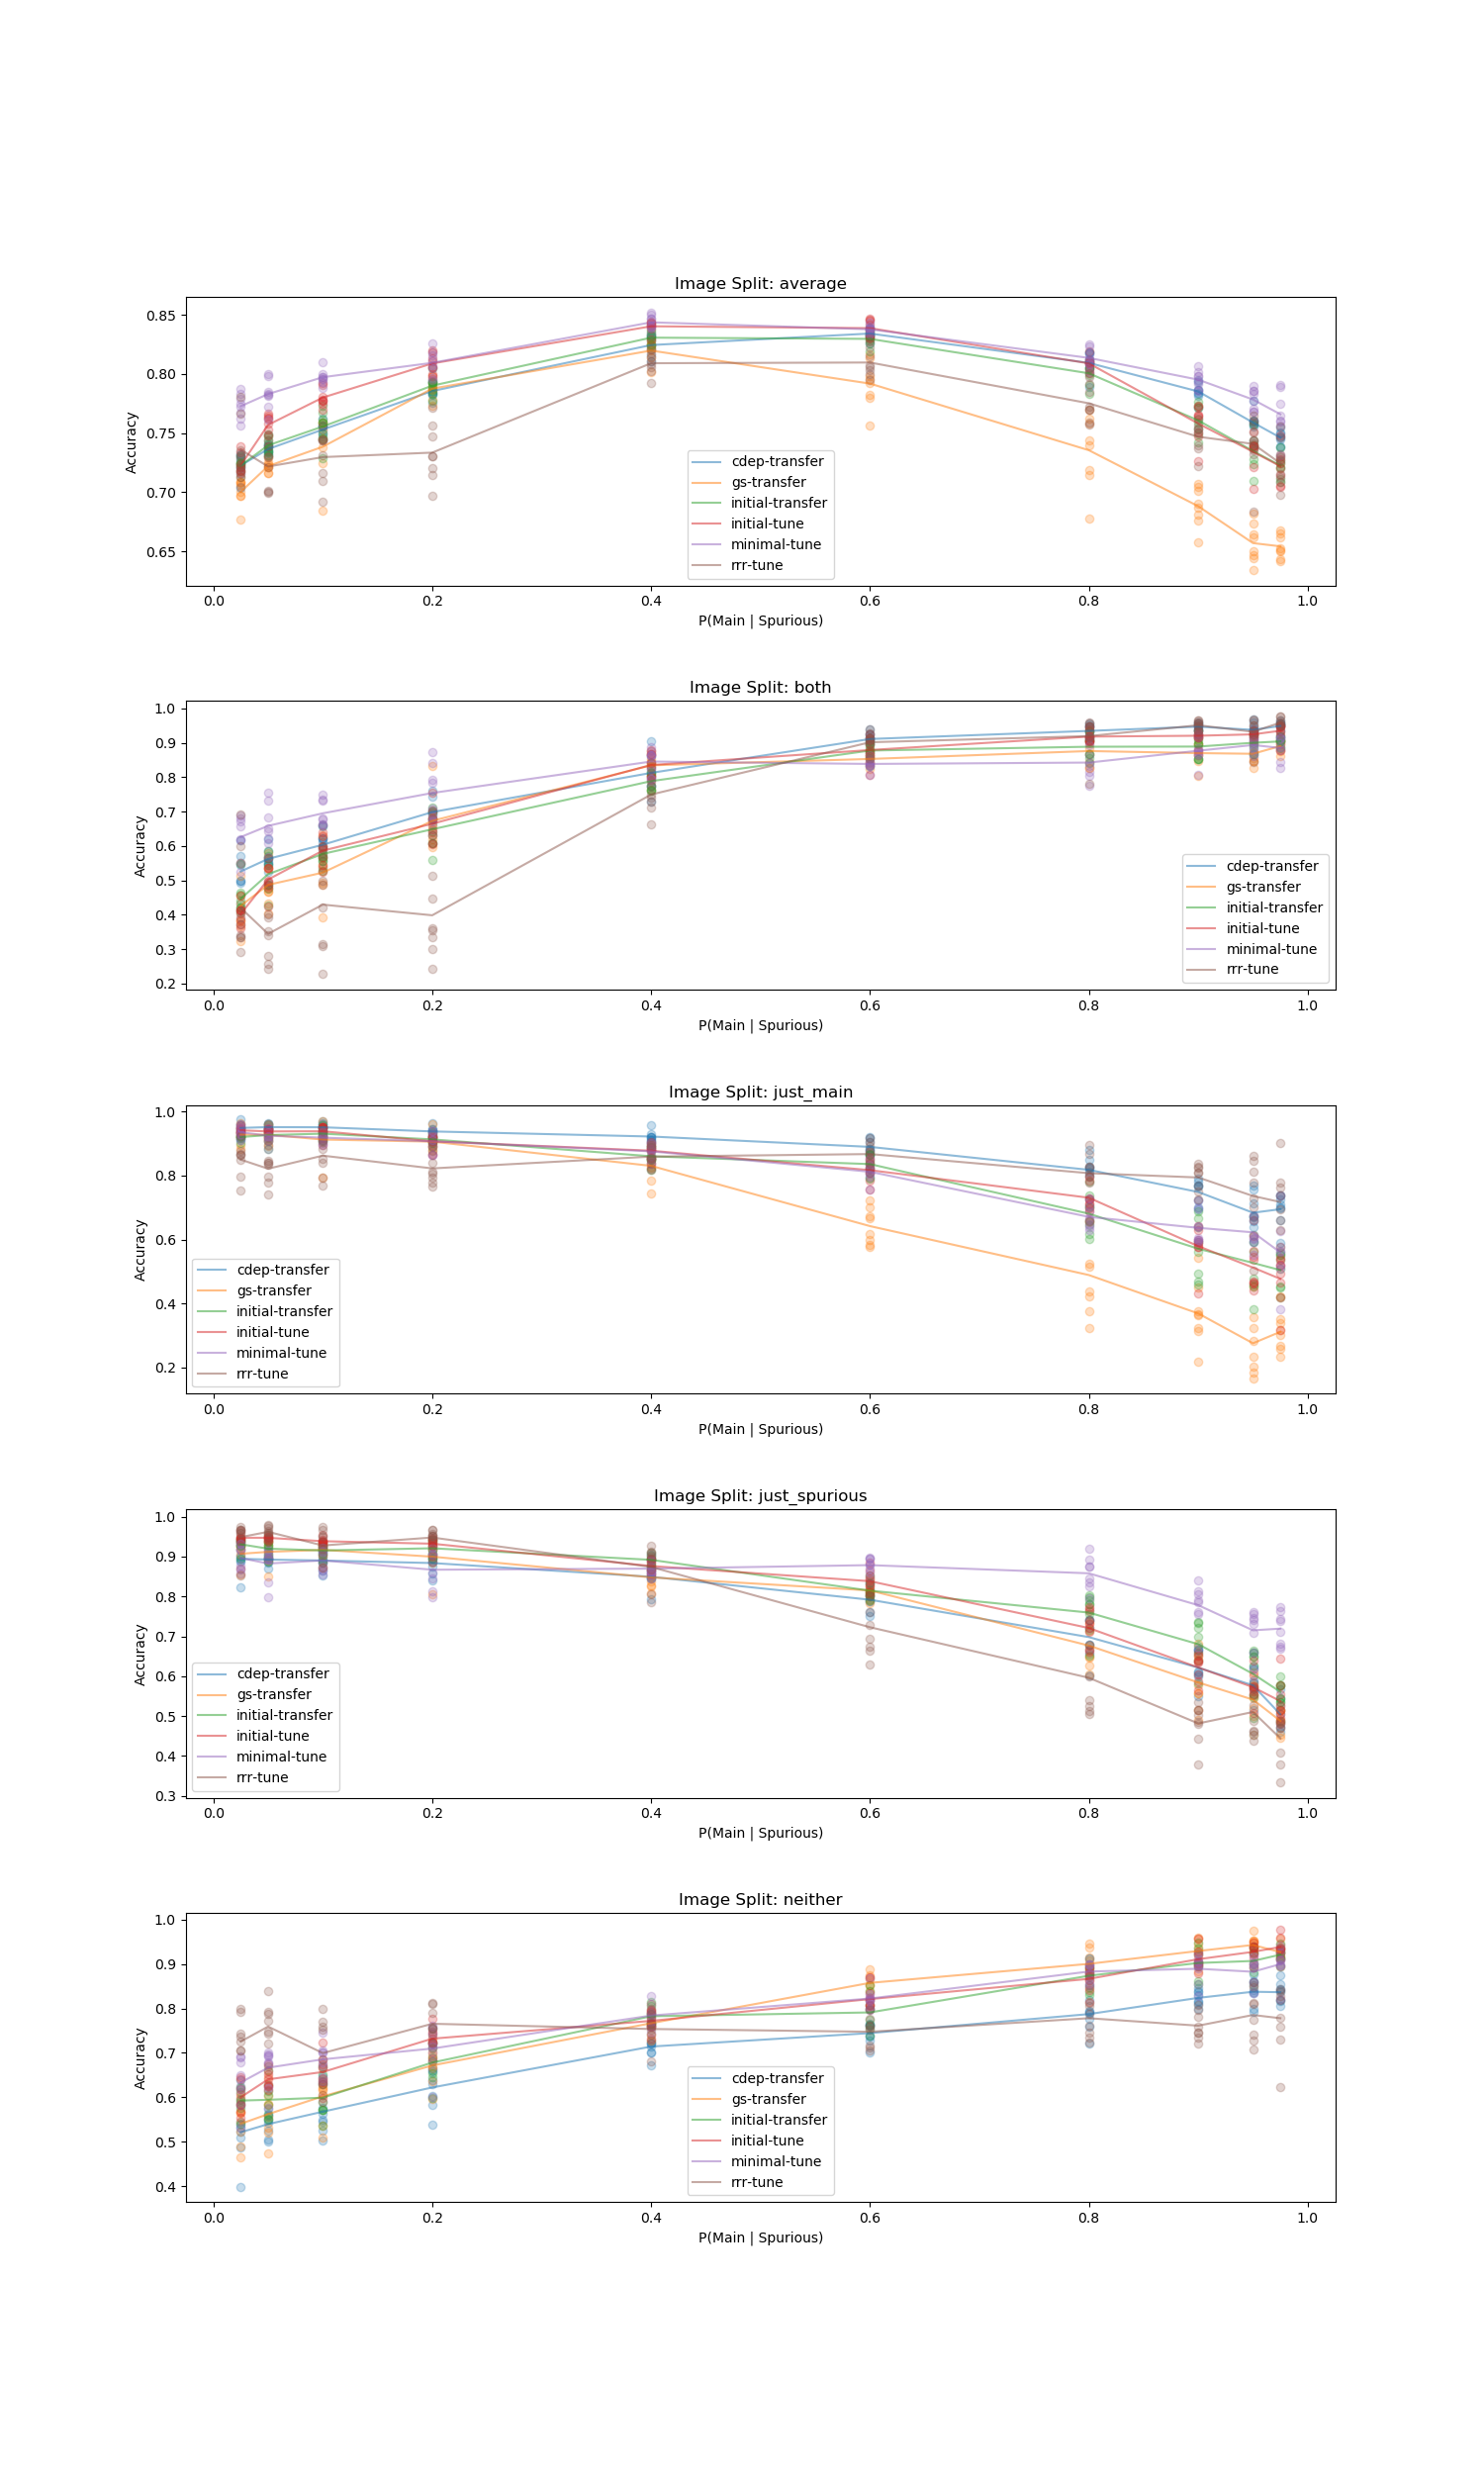 Image Split: average
Accuracy
0.85
0.80
0.75
0.70
0.65
cdep-transfer
gs-transfer
initial-transfer
initial-tune
minimal-tune
rrr-tune
0.0 0.2 0.4 0.6 0.8 1.0
P(Main | Spurious)
Image Split: both
Accuracy
1.0
0.9
0.8
0.7
0.6
0.5
0.4
0.3
0.2
cdep-transfer
gs-transfer
initial-transfer
initial-tune
minimal-tune
rrr-tune
0.0 0.2 0.4 0.6 0.8 1.0
P(Main | Spurious)
Image Split: just_main
Accuracy
1.0
0.8
0.6
0.4
0.2
cdep-transfer
gs-transfer
initial-transfer
initial-tune
minimal-tune
rrr-tune
0.0 0.2 0.4 0.6 0.8 1.0
P(Main | Spurious)
Image Split: just_spurious
Accuracy
1.0
0.9
0.8
0.7
0.6
0.5
0.4
0.3
cdep-transfer
gs-transfer
initial-transfer
initial-tune
minimal-tune
rrr-tune
0.0 0.2 0.4 0.6 0.8 1.0
P(Main | Spurious)
Image Split: neither
Accuracy
1.0
0.9
0.8
0.7
0.6
0.5
0.4
cdep-transfer
gs-transfer
initial-transfer
initial-tune
minimal-tune
rrr-tune
0.0 0.2 0.4 0.6 0.8 1.0
P(Main | Spurious)